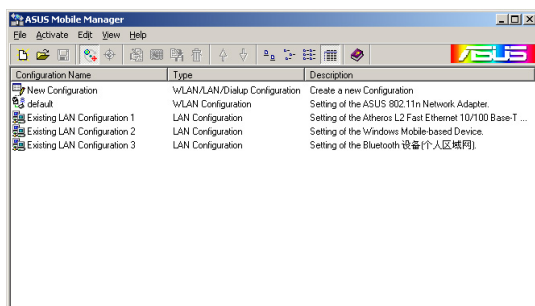 ASUS Mobile Manager
File Activate Edit View Help
/SUS
Configuration Name Type Description
New Configuration WLAN/LAN/Dialup Configuration Create a new Configuration
default WLAN Configuration Setting of the ASUS 802.11n Network Adapter.
Existing LAN Configuration 1 LAN Configuration Setting of the Atheros L2 Fast Ethernet 10/100 Base-T ...
Existing LAN Configuration 2 LAN Configuration Setting of the Windows Mobile-based Device.
Existing LAN Configuration 3 LAN Configuration Setting of the Bluetooth 设备(个人区域网).